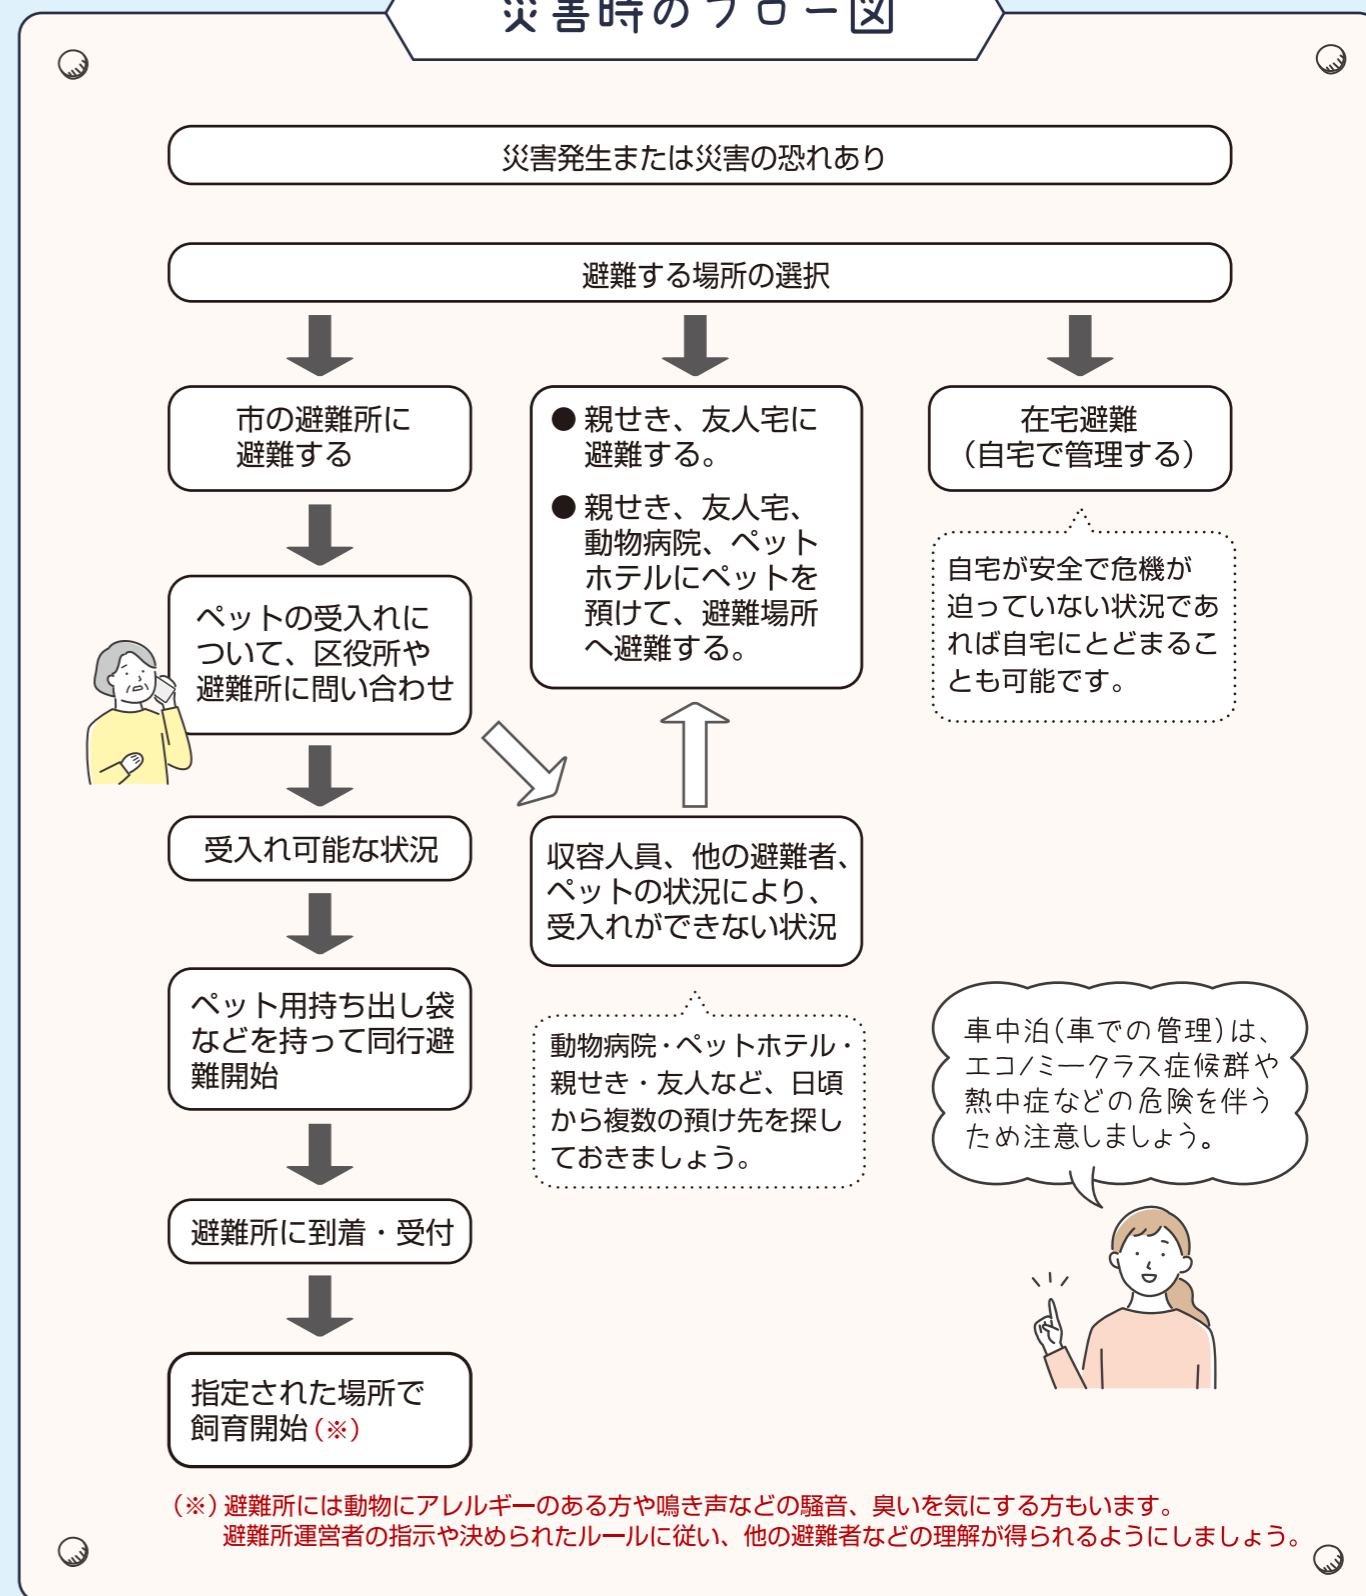 災害時のフロー図
災害発生または災害の恐れあり
避難する場所の選択
市の避難所に
避難する
ペットの受入れに
ついて、区役所や
避難所に問い合わせ
受入れ可能な状況
ペット用持ち出し袋
などを持って同行避
難開始
避難所に到着・受付
指定された場所で
飼育開始(※)
● 親せき、友人宅に
避難する。
● 親せき、友人宅、
動物病院、ペット
ホテルにペットを
預けて、避難場所
へ避難する。
収容人員、他の避難者、
ペットの状況により、
受入れができない状況
動物病院・ペットホテル・
親せき・友人など、日頃
から複数の預け先を探し
ておきましょう。
在宅避難
(自宅で管理する)
自宅が安全で危機が
迫っていない状況であ
れば自宅にとどまるこ
とも可能です。
車中泊(車での管理)は、
エコノミークラス症候群や
熱中症などの危険を伴う
ため注意しましょう。
(※)避難所には動物にアレルギーのある方や鳴き声などの騒音、臭いを気にする方もいます。
避難所運営者の指示や決められたルールに従い、他の避難者などの理解が得られるようにしましょう。